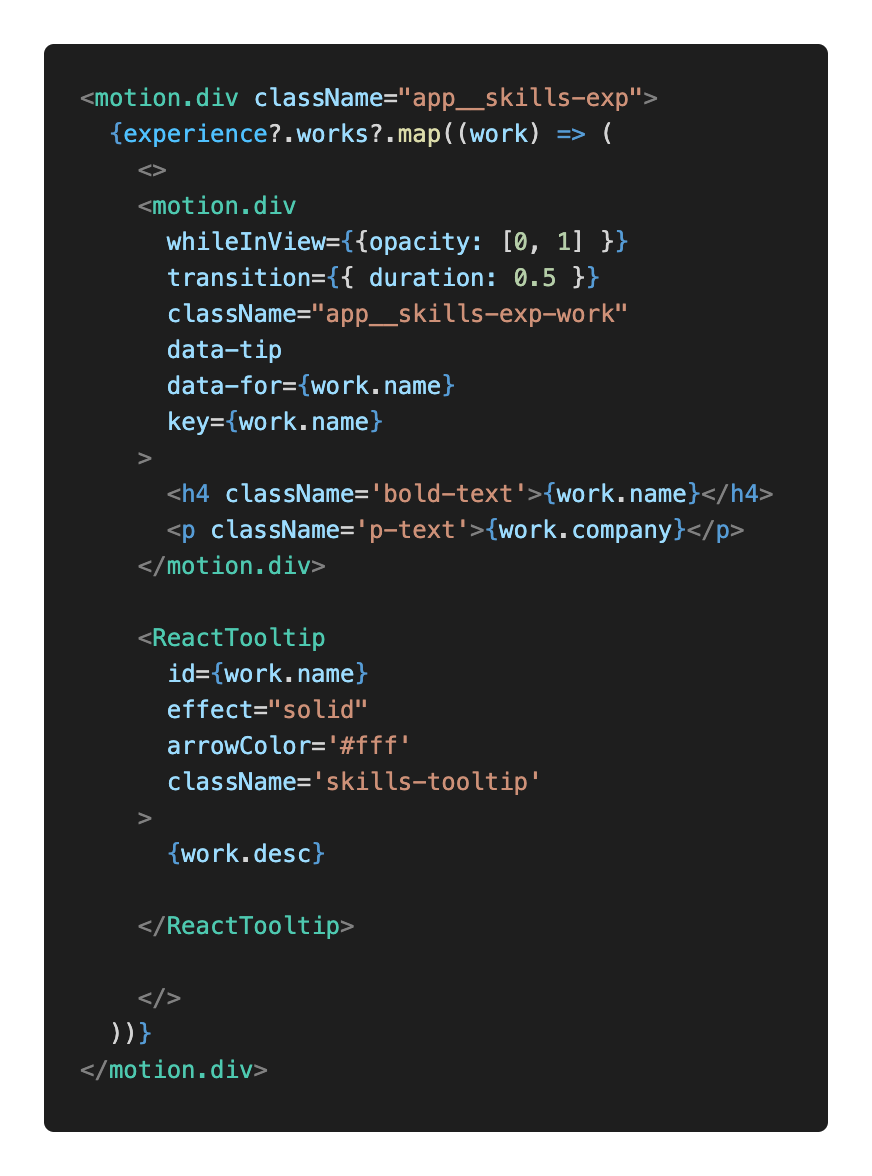 <motion.div className="app__skills-exp">
{experience?.works?.map((work) => (
<>
<motion.div
whileInView={{opacity: [0, 1] }}
transition={{ duration: 0.5 }}
className="app__skills-exp-work"
data-tip
data-for={work.name}
key={work.name}
>
<h4 className='bold-text'>{work.name}</h4>
<p className='p-text'>{work.company}</p>
</motion.div>
<ReactTooltip
id={work.name}
effect="solid"
arrowColor='#fff'
className='skills-tooltip'
>
{work.desc}
</ReactTooltip>
</>
))}
</motion.div>